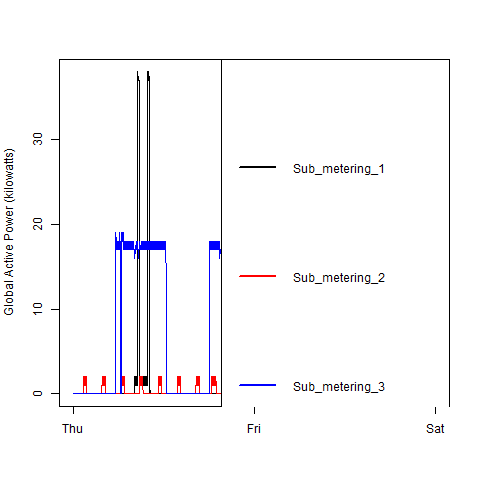 Global Active Power (kilowatts)
30
20
10
0
Sub_metering_1
Sub_metering_2
Sub_metering_3
Thu
Fri
Sat